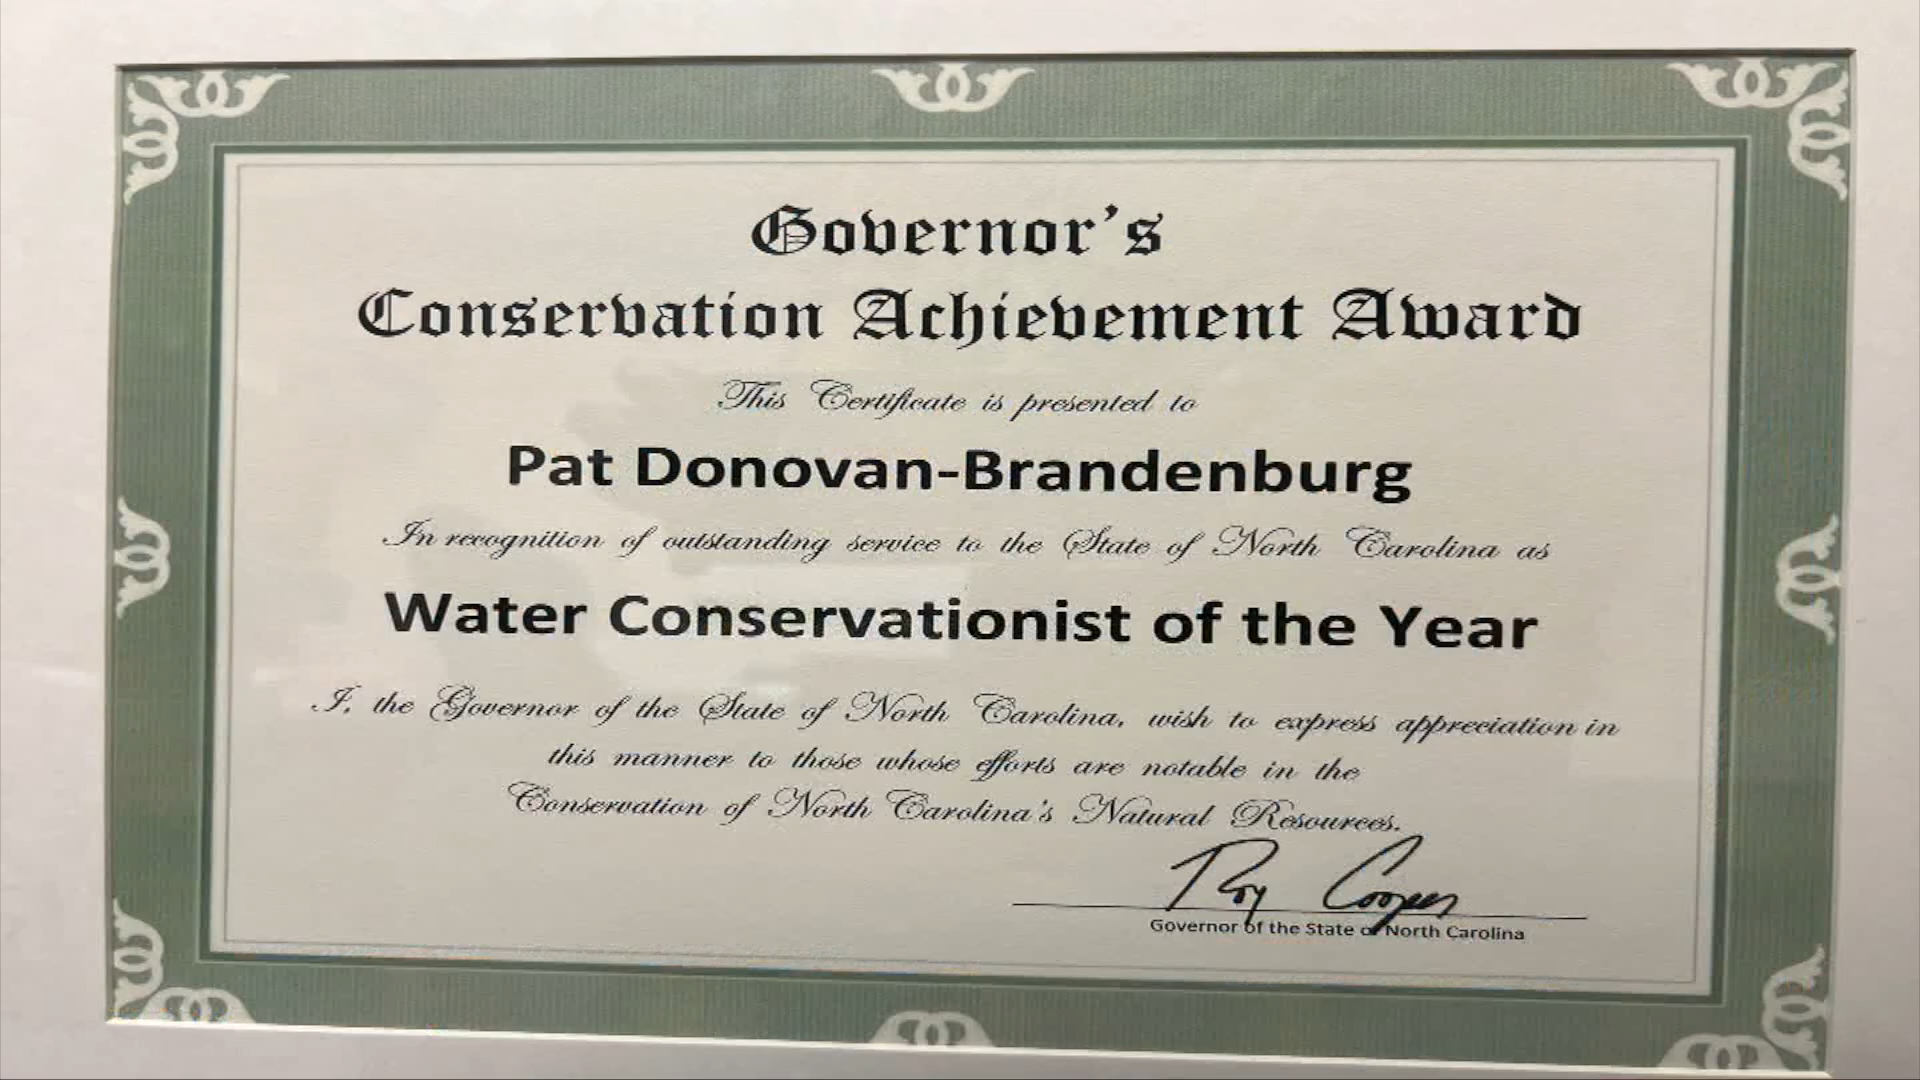 Governor's
Conservation Achievement Award
This Certificate is presented to
Pat Donovan-Brandenburg
In recognition of outstanding service to the State of North Carolina as
Water Conservationist of the Year
I, the Governor of the State of North Carolina, wish to express appreciation in
this manner to those whose efforts are notable in the
Conservation of North Carolina's Natural Resources.
Roy Cooper
Governor of the State of North Carolina